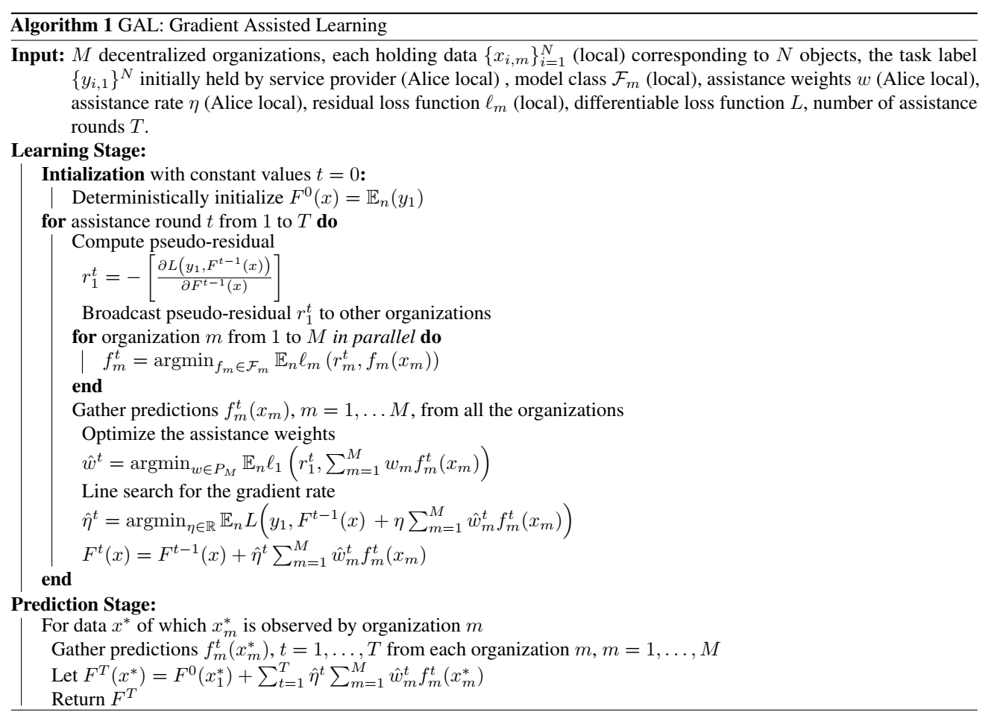 Algorithm 1 GAL: Gradient Assisted Learning
Input: $M$ decentralized organizations, each holding data $\{x_{i,m}\}_{i=1}^{N}$ (local) corresponding to $N$ objects, the task label
$\{y_{i,1}\}^{N}$ initially held by service provider (Alice local) , model class $\mathcal{F}_m$ (local), assistance weights $w$ (Alice local),
assistance rate $\eta$ (Alice local), residual loss function $\ell_m$ (local), differentiable loss function $L$, number of assistance
rounds $T$.
Learning Stage:
Intialization with constant values $t = 0$:
Deterministically initialize $F^0(x) = \mathbb{E}_n(y_1)$
for assistance round $t$ from 1 to $T$ do
Compute pseudo-residual
$r_1^t = -\left[\frac{\partial L(y_1, F^{t-1}(x))}{\partial F^{t-1}(x)}\right]$
Broadcast pseudo-residual $r_1^t$ to other organizations
for organization $m$ from 1 to $M$ in parallel do
$f_m^t = \operatorname{argmin}_{f_m \in \mathcal{F}_m} \mathbb{E}_n \ell_m (r_m^t, f_m(x_m))$
end
Gather predictions $f_m^t(x_m)$, $m = 1, \ldots M$, from all the organizations
Optimize the assistance weights
$\hat{w}^t = \operatorname{argmin}_{w \in P_M} \mathbb{E}_n \ell_1 \left(r_1^t, \sum_{m=1}^{M} w_m f_m^t(x_m)\right)$
Line search for the gradient rate
$\hat{\eta}^t = \operatorname{argmin}_{\eta \in \mathbb{R}} \mathbb{E}_n L\left(y_1, F^{t-1}(x) + \eta \sum_{m=1}^{M} \hat{w}_m^t f_m^t(x_m)\right)$
$F^t(x) = F^{t-1}(x) + \hat{\eta}^t \sum_{m=1}^{M} \hat{w}_m^t f_m^t(x_m)$
end
Prediction Stage:
For data $x^*$ of which $x_m^*$ is observed by organization $m$
Gather predictions $f_m^t(x_m^*)$, $t = 1, \ldots, T$ from each organization $m$, $m = 1, \ldots, M$
Let $F^T(x^*) = F^0(x_1^*) + \sum_{t=1}^{T} \hat{\eta}^t \sum_{m=1}^{M} \hat{w}_m^t f_m^t(x_m^*)$
Return $F^T$